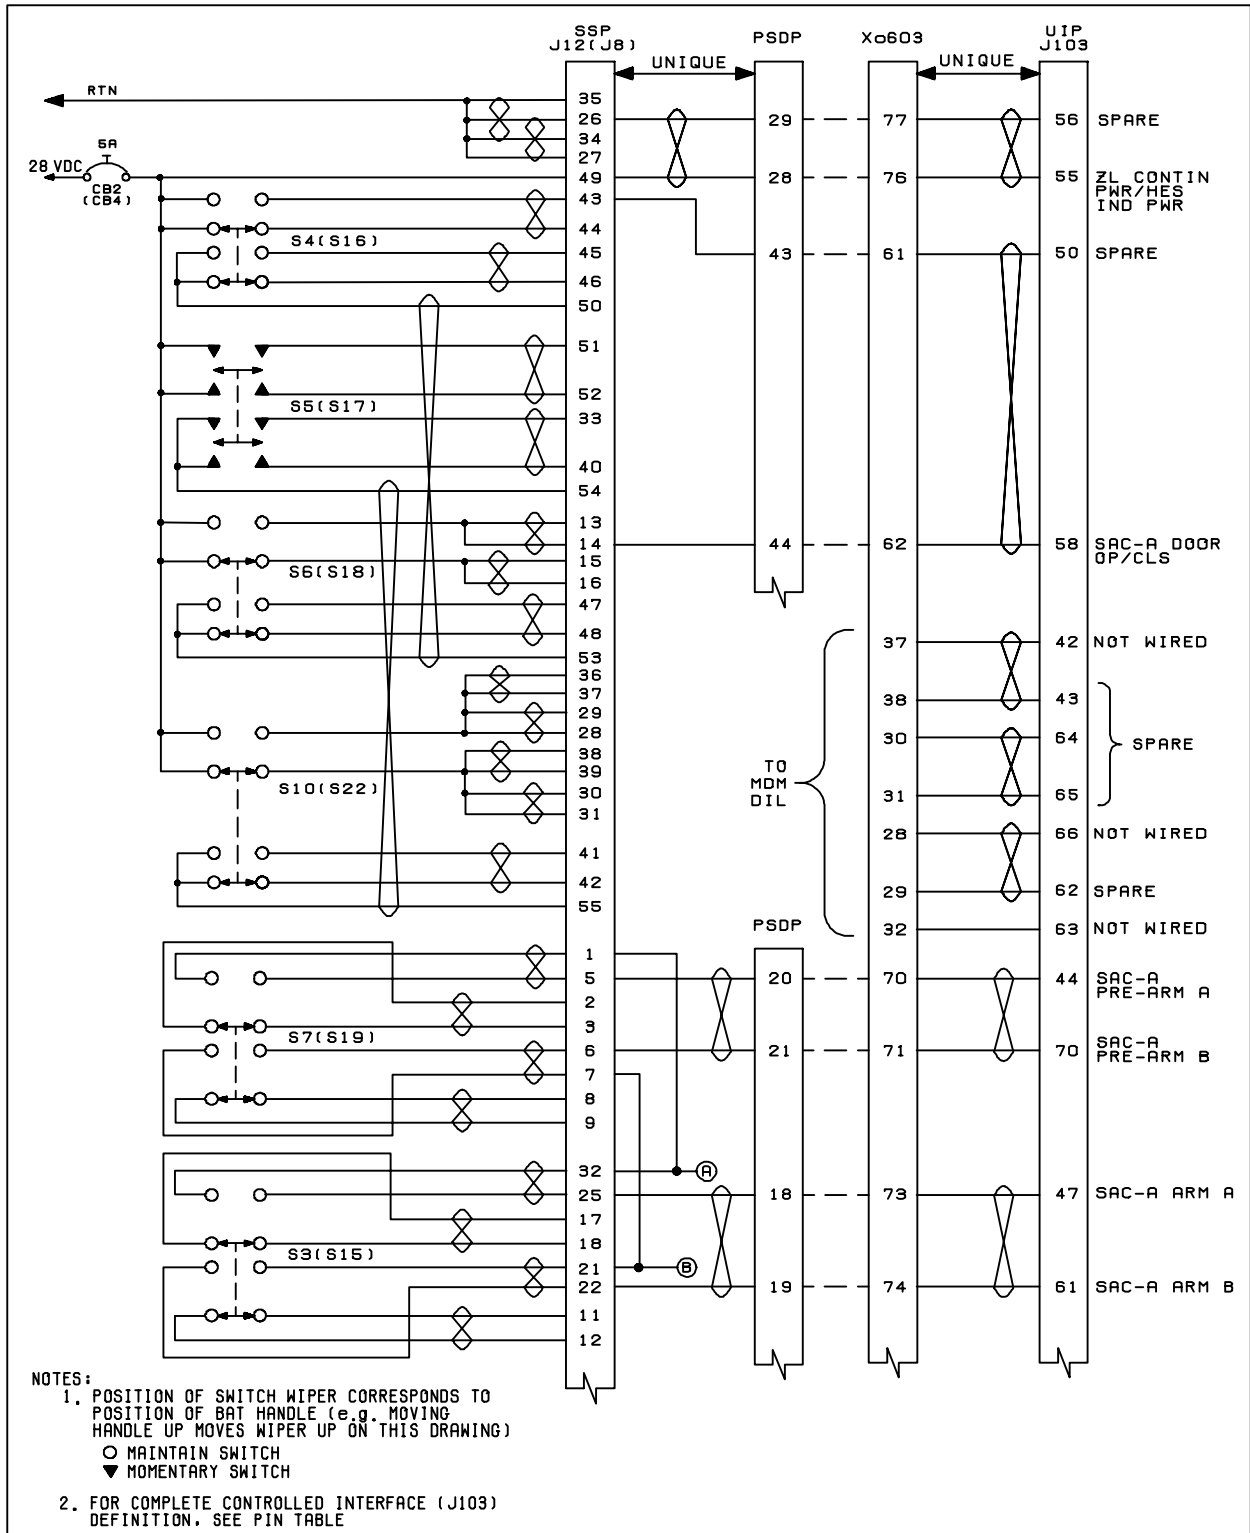 SSP
J12(J8)
PSDP
Xo603
UIP
J103
UNIQUE
UNIQUE
RTN
35
26 29 77 56 SPARE
34
27
5A
28 VDC
CB2
(CB4)
49 28 76 55 ZL CONTIN
PWR/HES
IND PWR
43
44
S4(S16)
45 43 61 50 SPARE
46
50
51
52
S5(S17)
33
40
54
13
14 44 62 58 SAC-A DOOR
OP/CLS
15
S6(S18)
16
47
48
53
37 42 NOT WIRED
36
37
38 43
29
28
30 64
SPARE
38
39
TO
MDM
DIL
S10(S22)
30
31 65
31
28 66 NOT WIRED
41
42
29 62 SPARE
55
PSDP
32 63 NOT WIRED
1
5 20 70 44 SAC-A
PRE-ARM A
2
3
S7(S19)
6 21 71 70 SAC-A
PRE-ARM B
7
8
9
32 A
25 18 73 47 SAC-A ARM A
17
18
S3(S15)
21 B
22 19 74 61 SAC-A ARM B
11
12
NOTES:
1. POSITION OF SWITCH WIPER CORRESPONDS TO
POSITION OF BAT HANDLE (e.g. MOVING
HANDLE UP MOVES WIPER UP ON THIS DRAWING)
MAINTAIN SWITCH
MOMENTARY SWITCH
2. FOR COMPLETE CONTROLLED INTERFACE (J103)
DEFINITION. SEE PIN TABLE